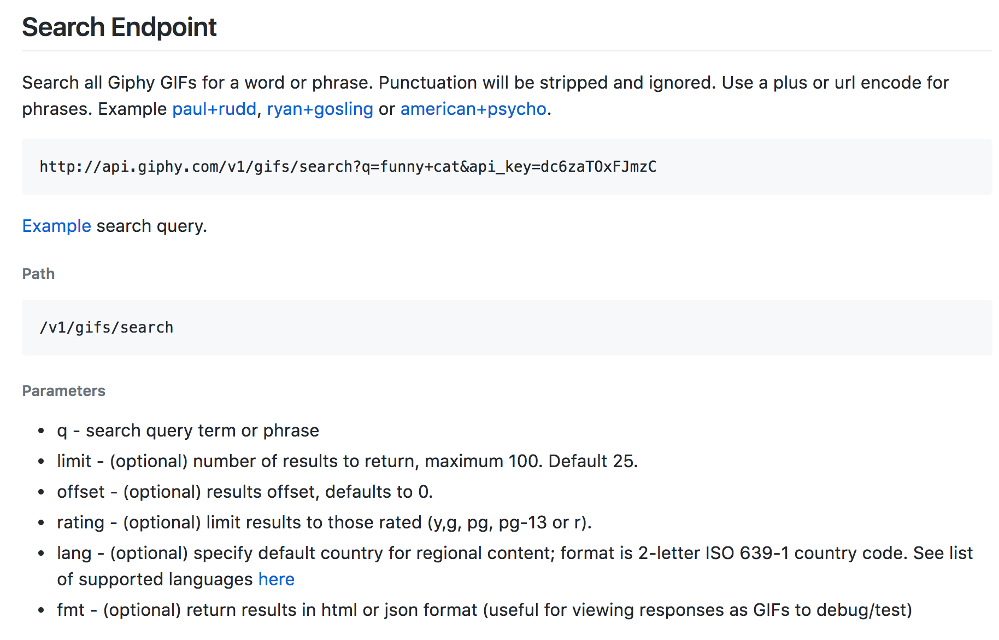 Search Endpoint
Search all Giphy GIFs for a word or phrase. Punctuation will be stripped and ignored. Use a plus or url encode for
phrases. Example paul+rudd, ryan+gosling or american+psycho.
http://api.giphy.com/v1/gifs/search?q=funny+cat&api_key=dc6zaTOxFJmzC
Example search query.
Path
/v1/gifs/search
Parameters
• q - search query term or phrase
• limit - (optional) number of results to return, maximum 100. Default 25.
• offset - (optional) results offset, defaults to 0.
• rating - (optional) limit results to those rated (y,g, pg, pg-13 or r).
• lang - (optional) specify default country for regional content; format is 2-letter ISO 639-1 country code. See list
of supported languages here
• fmt - (optional) return results in html or json format (useful for viewing responses as GIFs to debug/test)